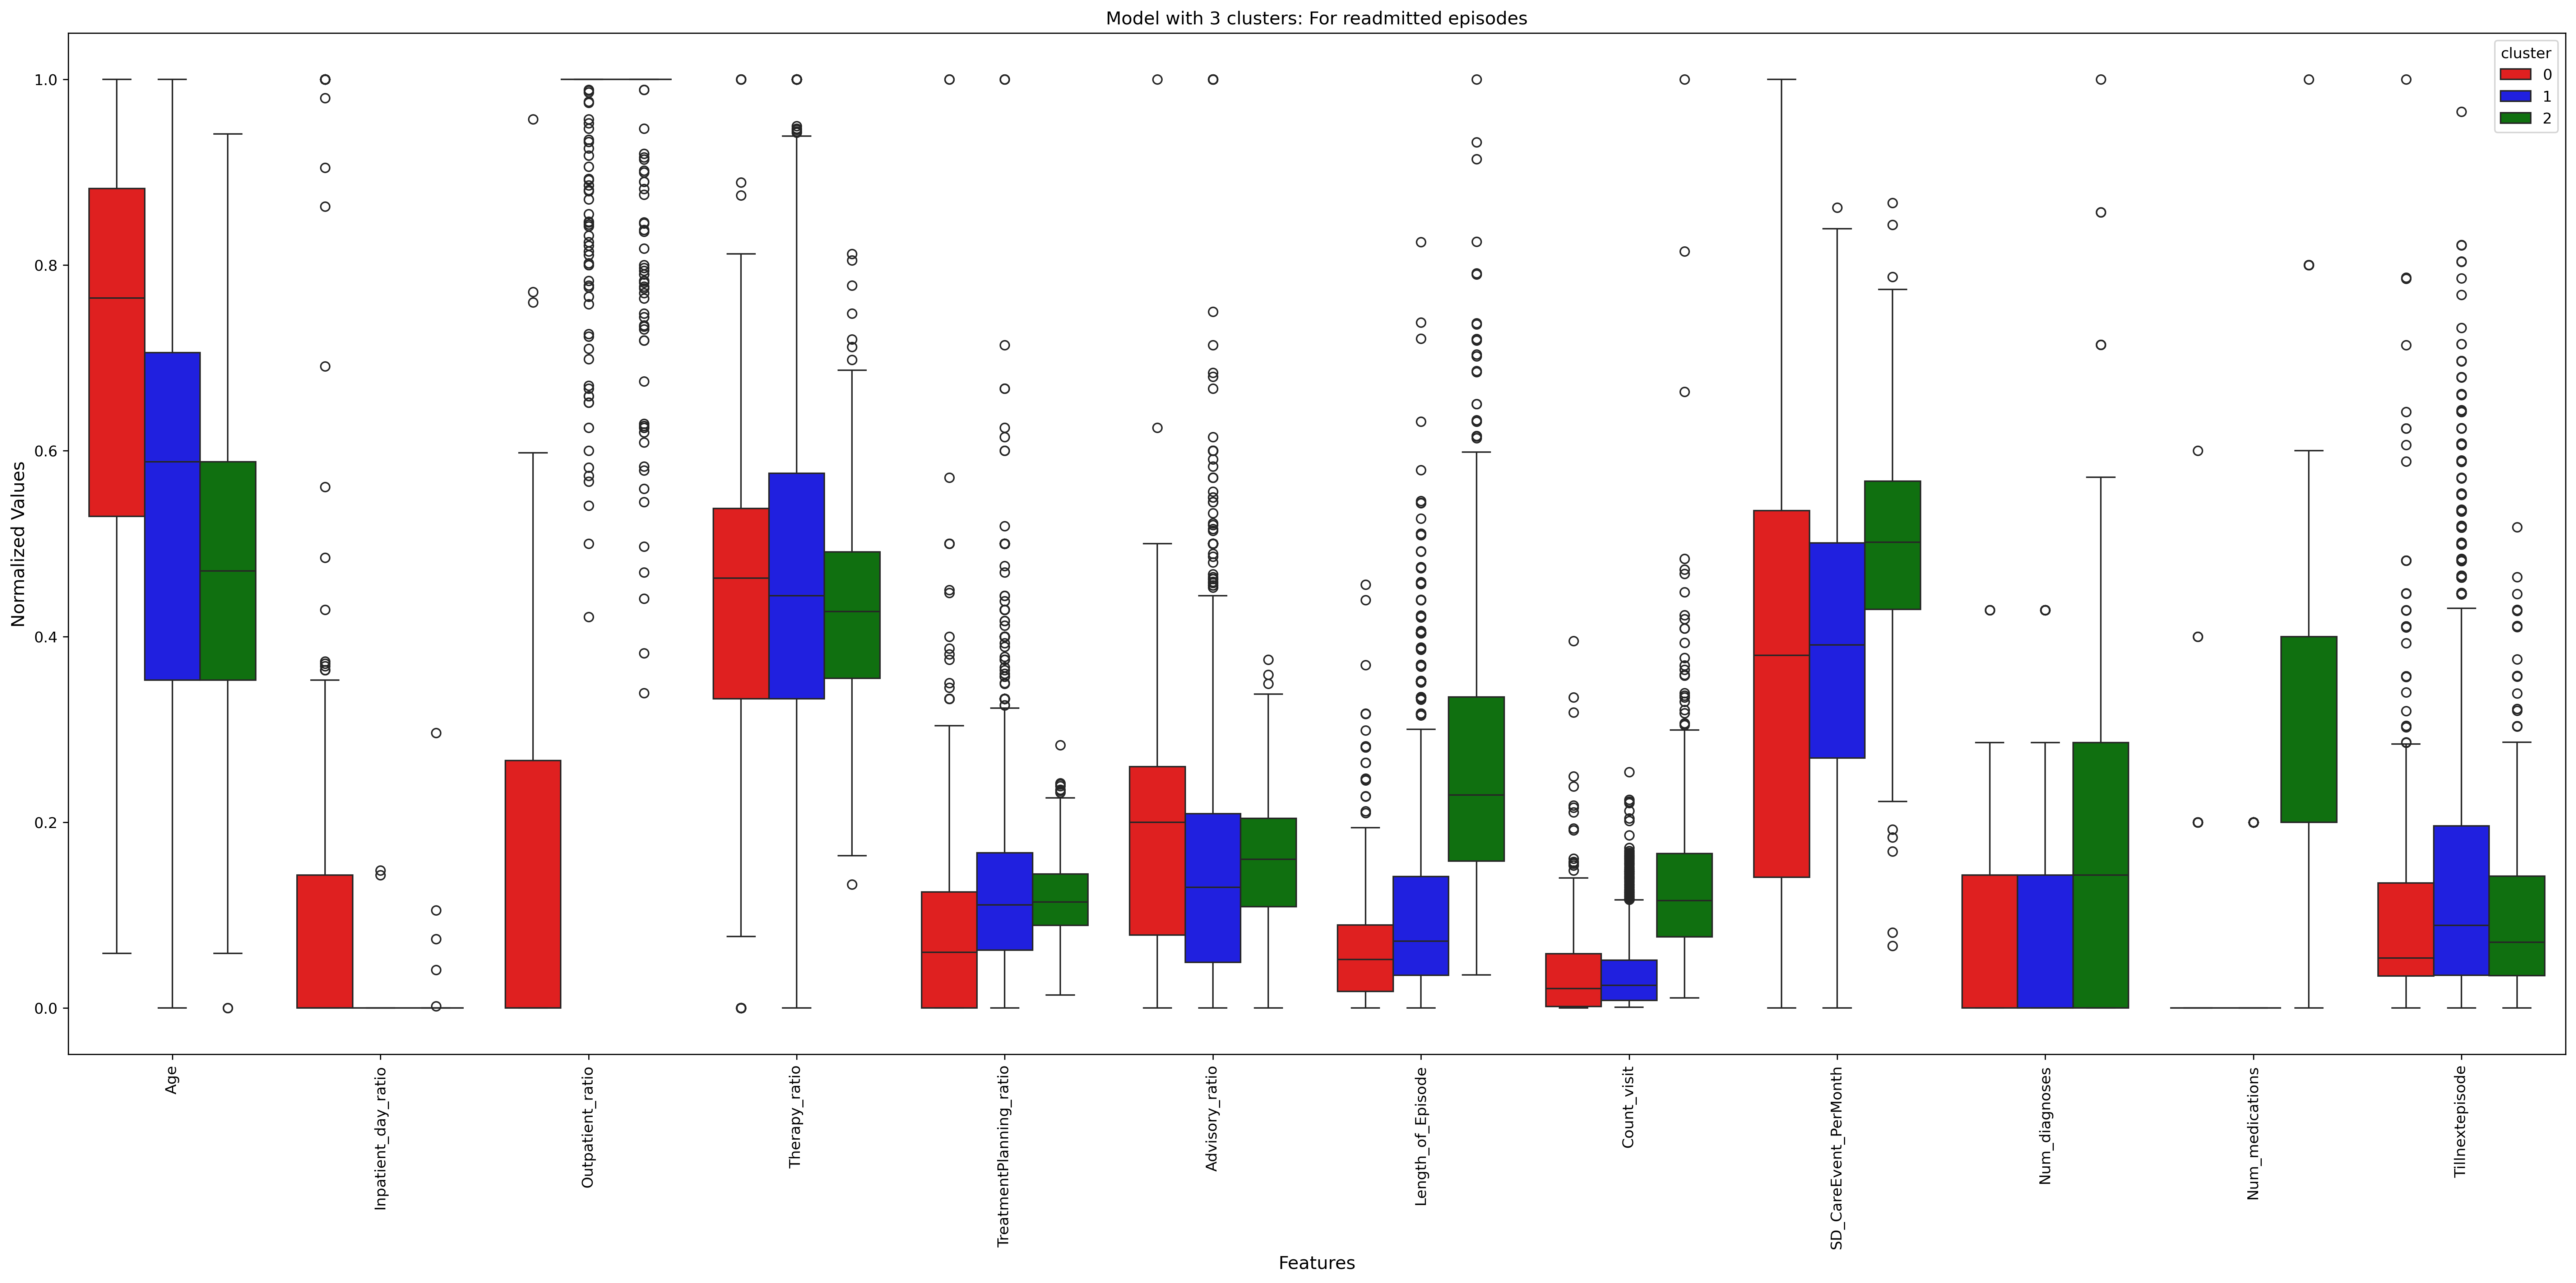 Model with 3 clusters: For readmitted episodes
cluster
0
1
2
Normalized Values
1.0
0.8
0.6
0.4
0.2
0.0
Age
Inpatient_day_ratio
Outpatient_ratio
Therapy_ratio
TreatmentPlanning_ratio
Advisory_ratio
Length_of_Episode
Count_visit
SD_CareEvent_PerMonth
Num_diagnoses
Num_medications
Tillnextepisode
Features